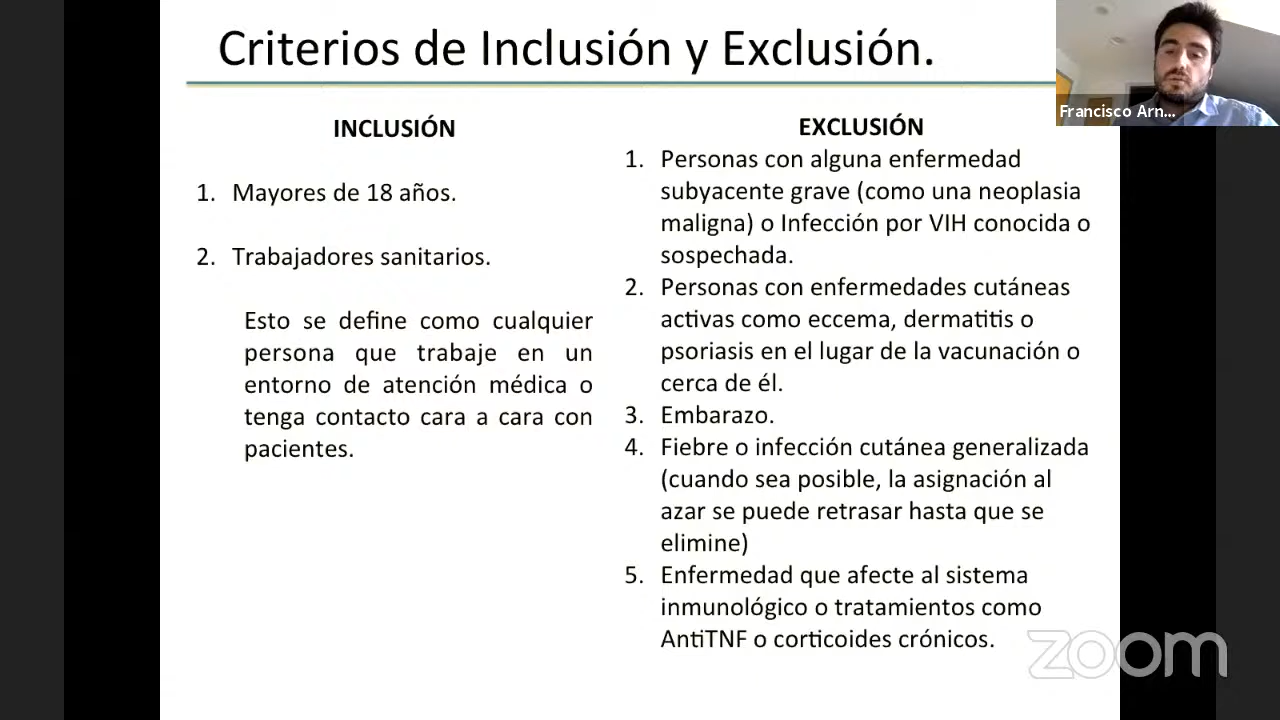 Criterios de Inclusión y Exclusión.
Francisco Arn...
INCLUSIÓN
1. Mayores de 18 años.
2. Trabajadores sanitarios.
Esto se define como cualquier
persona que trabaje en un
entorno de atención médica o
tenga contacto cara a cara con
pacientes.
EXCLUSIÓN
1. Personas con alguna enfermedad
subyacente grave (como una neoplasia
maligna) o Infección por VIH conocida o
sospechada.
2. Personas con enfermedades cutáneas
activas como eccema, dermatitis o
psoriasis en el lugar de la vacunación o
cerca de él.
3. Embarazo.
4. Fiebre o infección cutánea generalizada
(cuando sea posible, la asignación al
azar se puede retrasar hasta que se
elimine)
5. Enfermedad que afecte al sistema
inmunológico o tratamientos como
AntiTNF o corticoides crónicos.
zoom